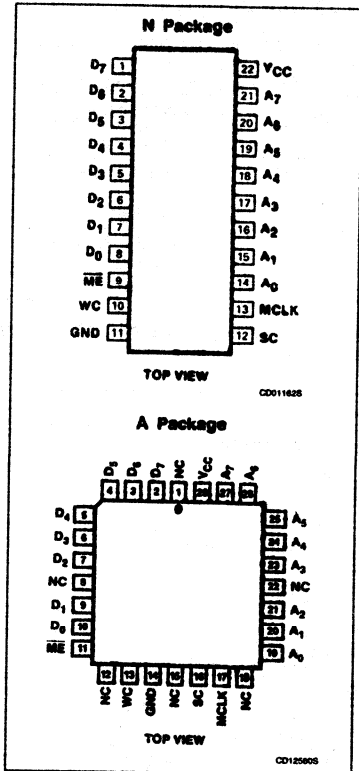 N Package
D7 1 22 VCC
D6 2 21 A7
D5 3 20 A6
D4 4 19 A5
D3 5 18 A4
D2 6 17 A3
D1 7 16 A2
D0 8 15 A1
ME 9 14 A0
WC 10 13 MCLK
GND 11 12 SC
TOP VIEW
CD01162S
A Package
D5 D6 D7 NC VCC A7 A6
4 3 2 1 28 27 26
D4 5 25 A5
D3 6 24 A4
D2 7 23 A3
NC 8 22 NC
D1 9 21 A2
D0 10 20 A1
ME 11 19 A0
12 13 14 15 16 17 18
NC WC GND NC SC MCLK NC
TOP VIEW
CD12580S